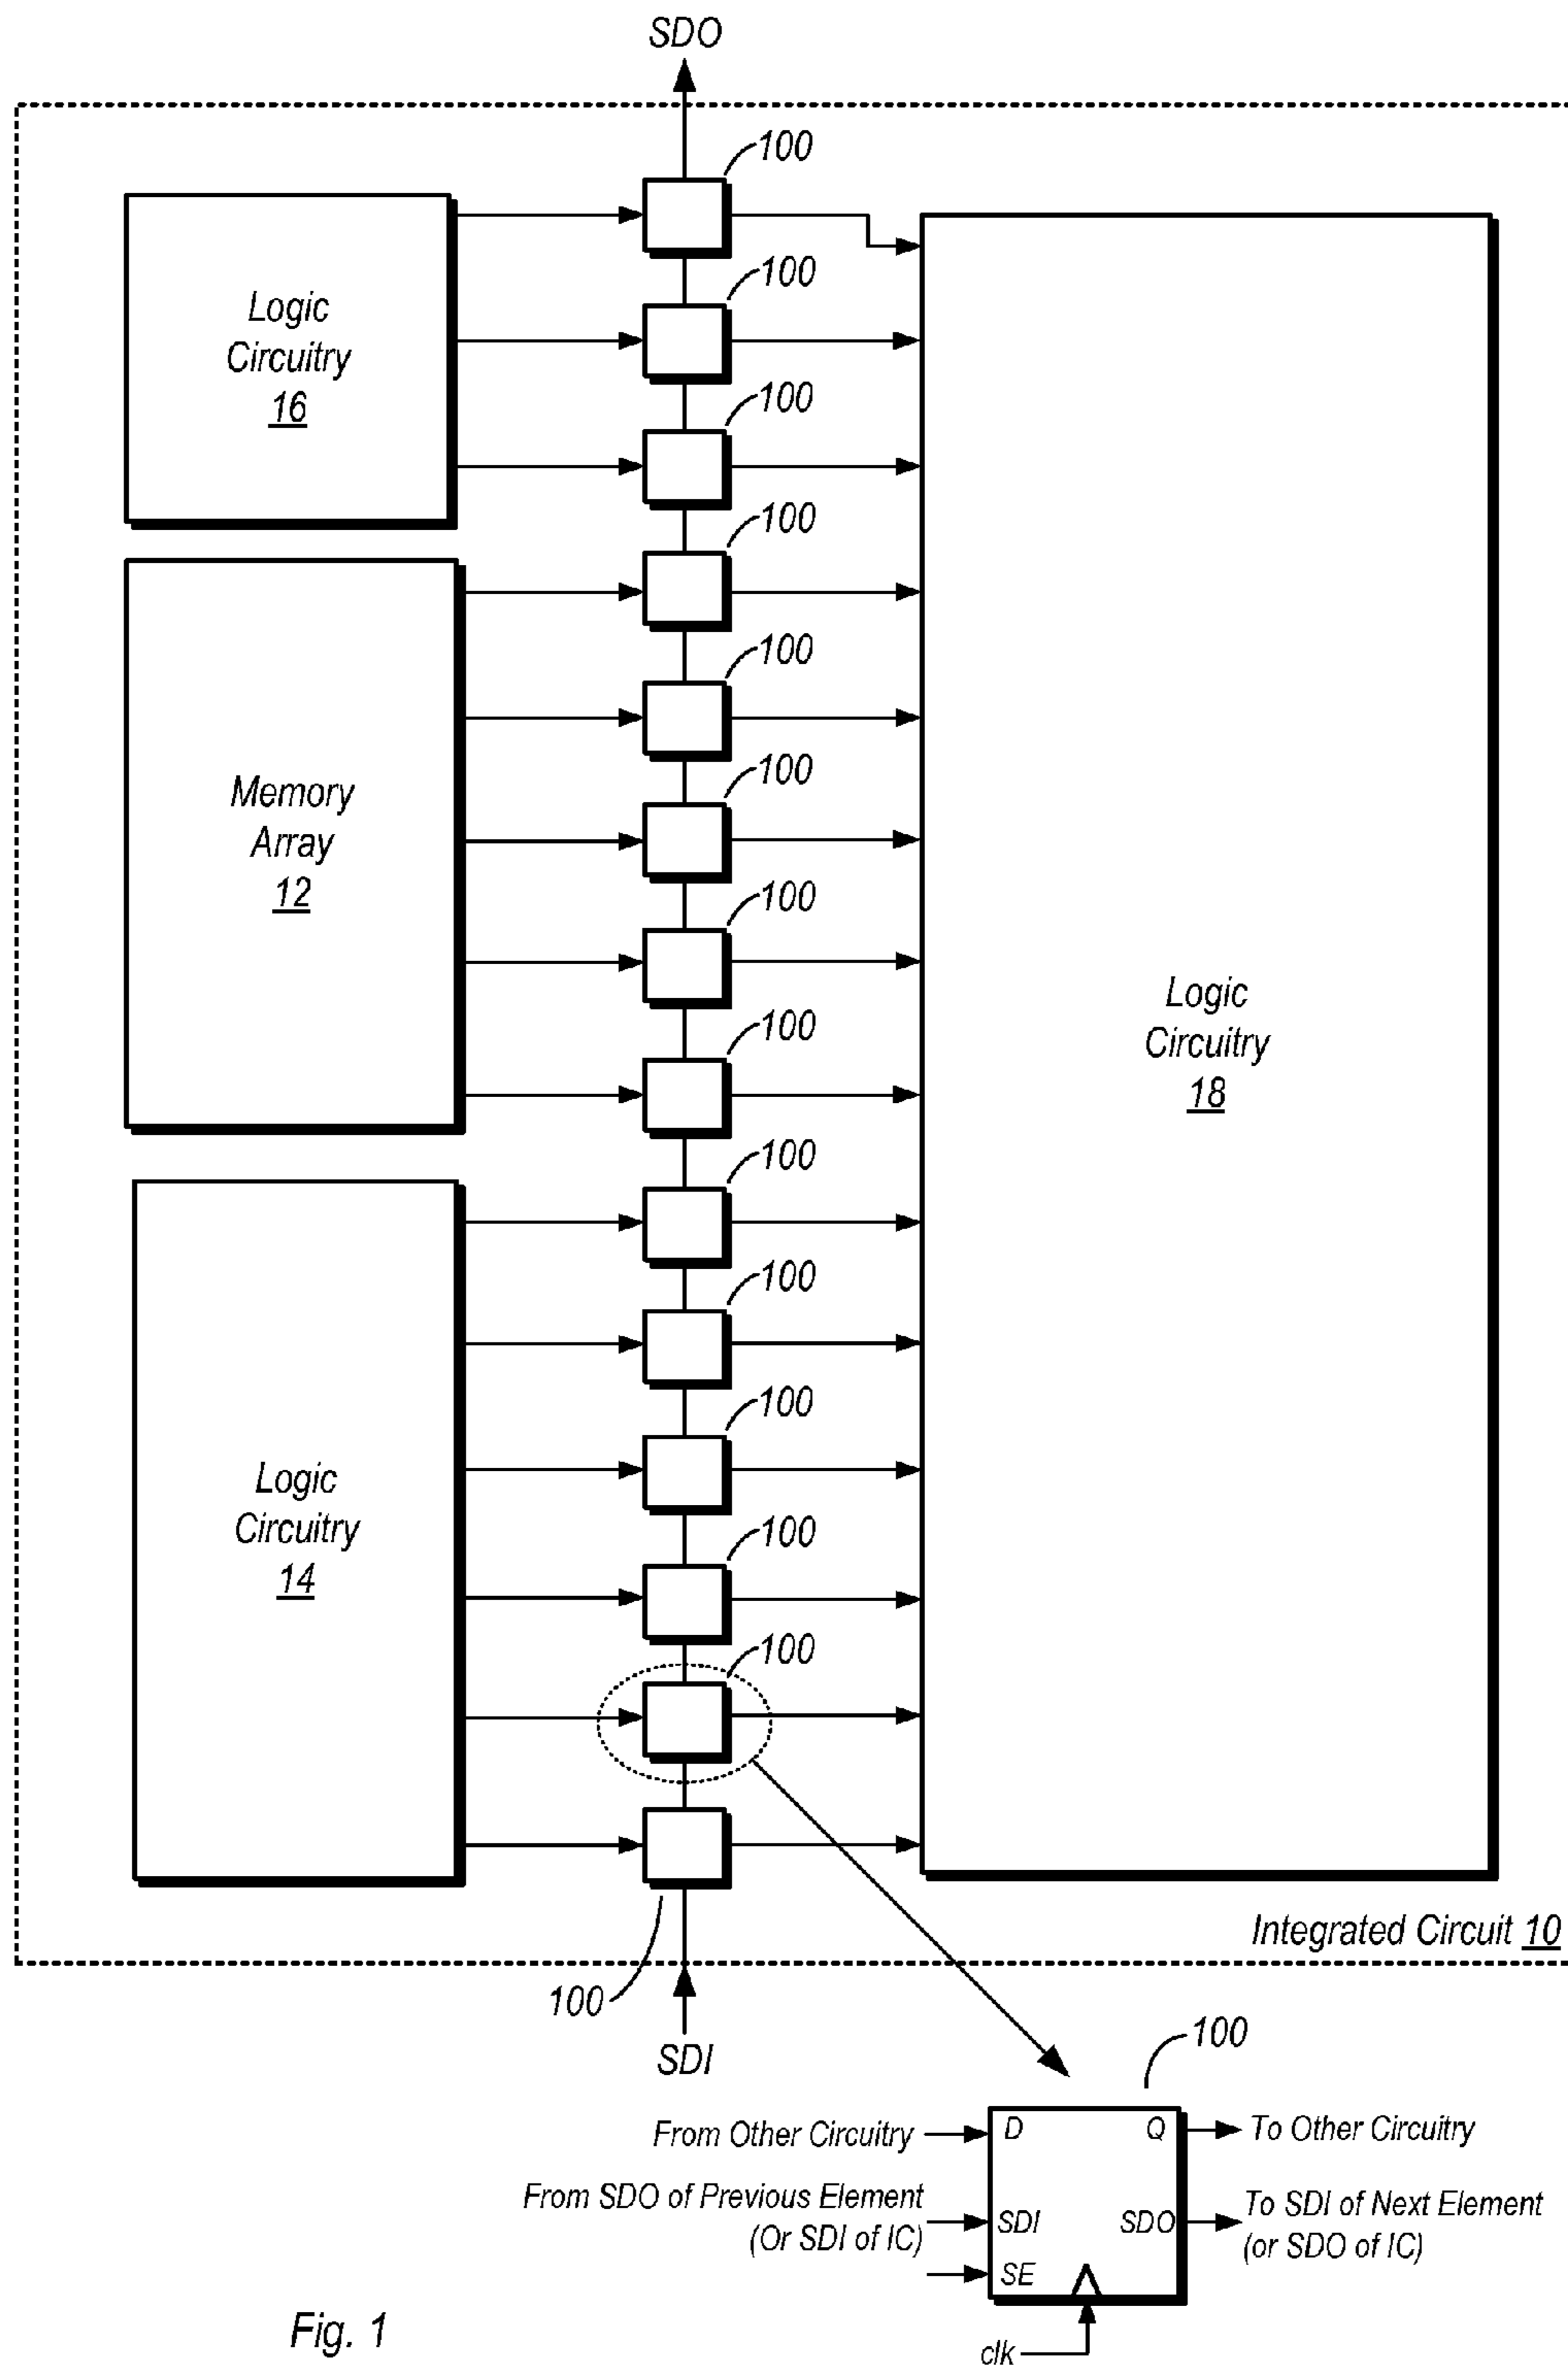 SDO
100
100
Logic
Circuitry
16
100
100
100
Memory
Array
12
100
100
Logic
Circuitry
18
100
100
100
100
Logic
Circuitry
14
100
100
Integrated Circuit 10
100
SDI
100
From Other Circuitry
D
Q
To Other Circuitry
From SDO of Previous Element
(Or SDI of IC)
SDI
SDO
To SDI of Next Element
(or SDO of IC)
SE
clk
Fig. 1